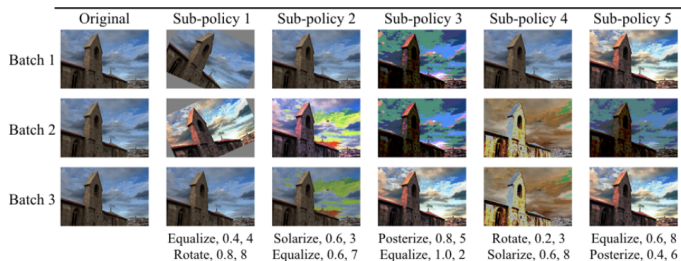 Original Sub-policy 1 Sub-policy 2 Sub-policy 3 Sub-policy 4 Sub-policy 5
Batch 1
Batch 2
Batch 3
Equalize, 0.4, 4 Solarize, 0.6, 3 Posterize, 0.8, 5 Rotate, 0.2, 3 Equalize, 0.6, 8
Rotate, 0.8, 8 Equalize, 0.6, 7 Equalize, 1.0, 2 Solarize, 0.6, 8 Posterize, 0.4, 6